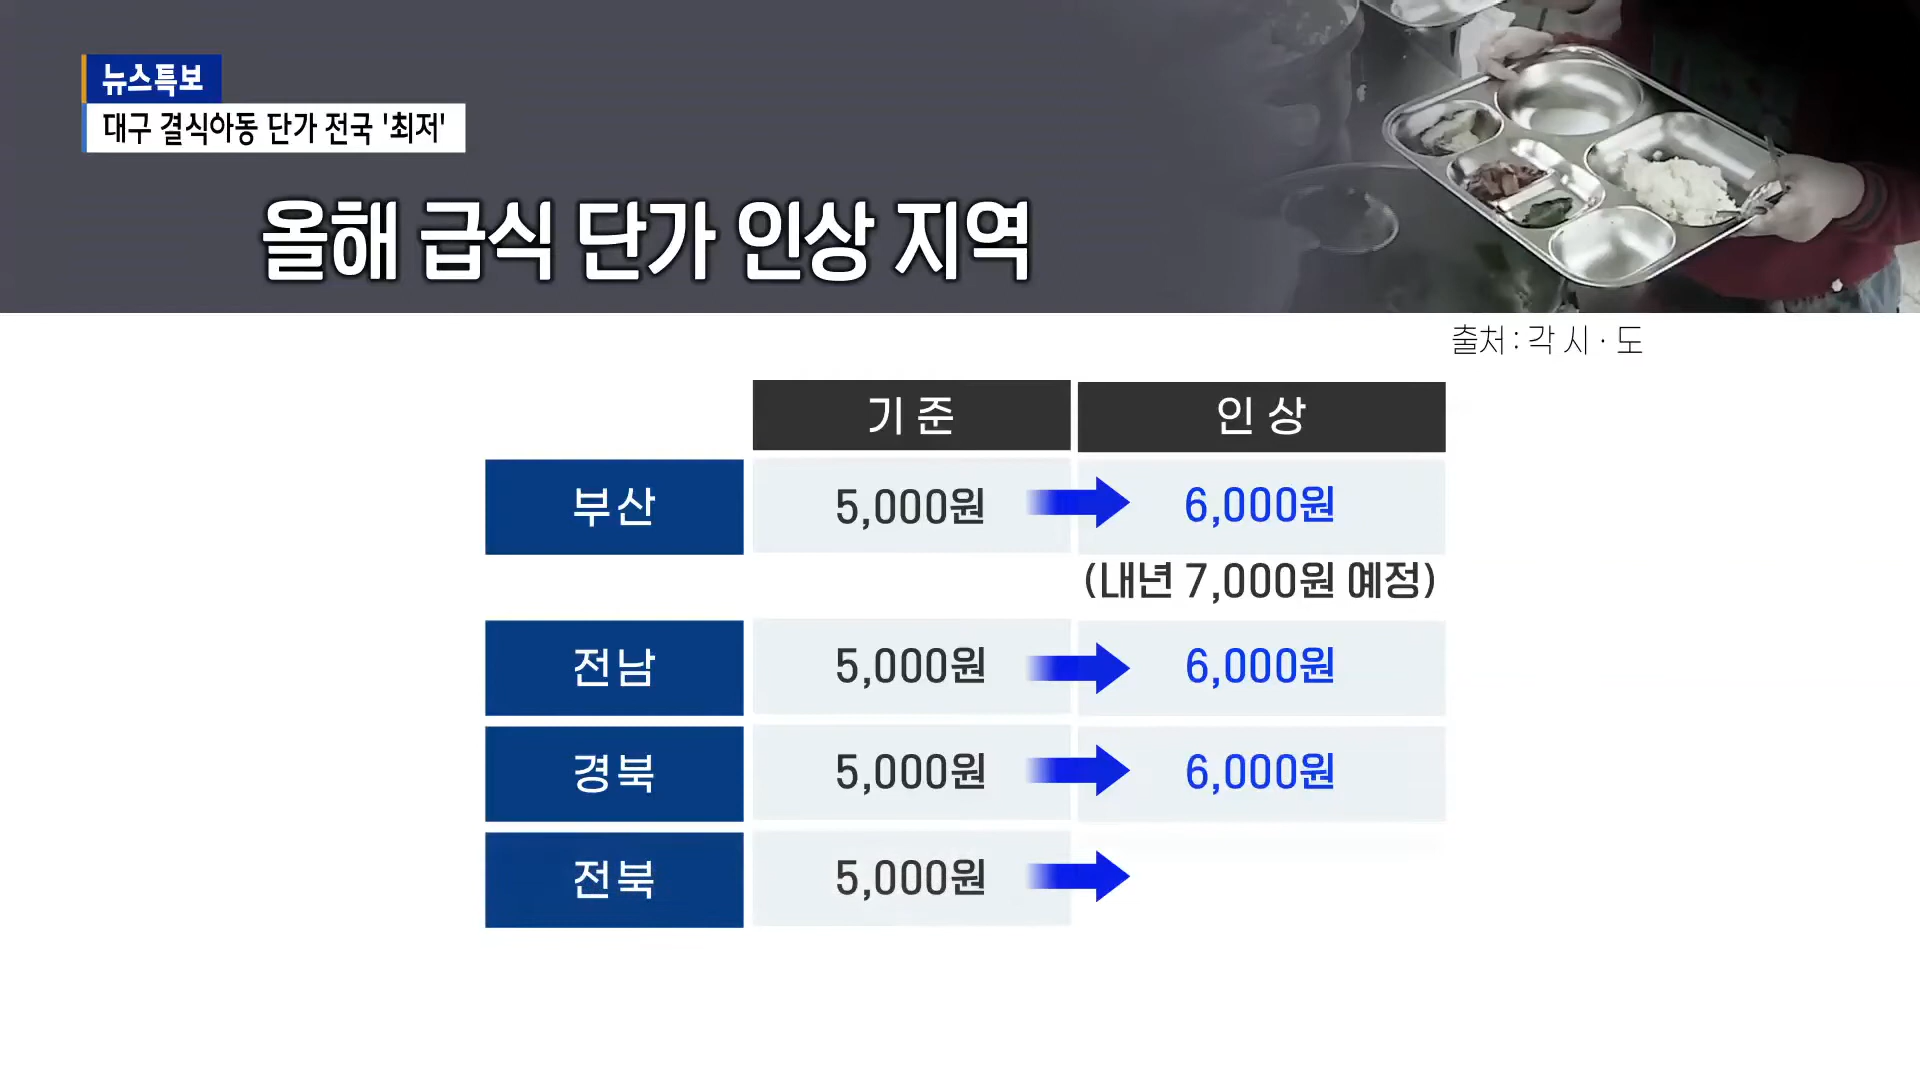 뉴스특보
대구 결식아동 단가 전국 '최저'
올해 급식 단가 인상 지역
출처 : 각 시 · 도
기 준 인 상
부산 5,000원 6,000원
(내년 7,000원 예정)
전남 5,000원 6,000원
경북 5,000원 6,000원
전북 5,000원